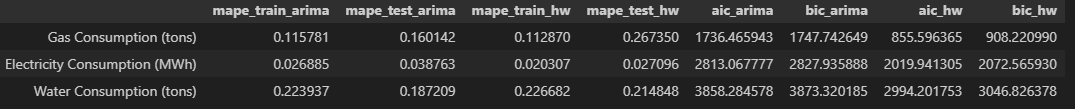 mape_train_arima mape_test_arima mape_train_hw mape_test_hw aic_arima bic_arima aic_hw bic_hw
Gas Consumption (tons) 0.115781 0.160142 0.112870 0.267350 1736.465943 1747.742649 855.596365 908.220990
Electricity Consumption (MWh) 0.026885 0.038763 0.020307 0.027096 2813.067777 2827.935888 2019.941305 2072.565930
Water Consumption (tons) 0.223937 0.187209 0.226682 0.214848 3858.284578 3873.320185 2994.201753 3046.826378